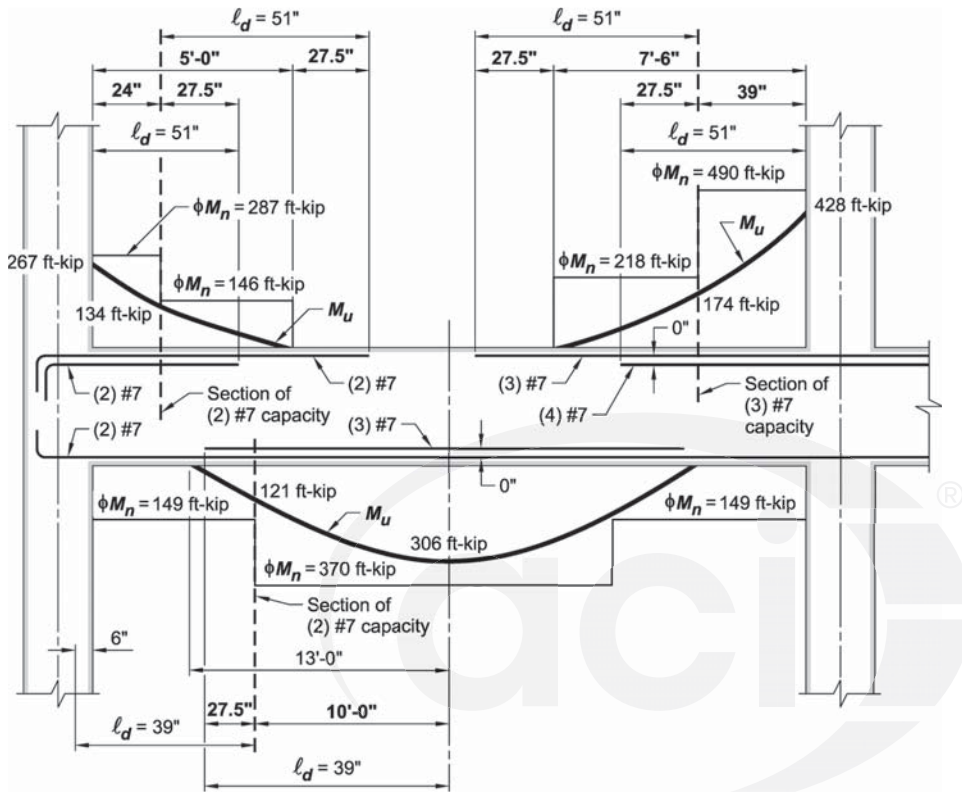 ℓd = 51"
ℓd = 51"
5'-0"
27.5"
27.5"
7'-6"
24"
27.5"
27.5"
39"
ℓd = 51"
ℓd = 51"
ϕMn = 490 ft-kip
ϕMn = 287 ft-kip
428 ft-kip
Mu
267 ft-kip
ϕMn = 218 ft-kip
ϕMn = 146 ft-kip
134 ft-kip
Mu
174 ft-kip
0"
(2) #7
(2) #7
(3) #7
(4) #7
Section of
(2) #7 capacity
Section of
(3) #7
capacity
(2) #7
(3) #7
0"
121 ft-kip
ϕMn = 149 ft-kip
Mu
ϕMn = 149 ft-kip
306 ft-kip
ϕMn = 370 ft-kip
Section of
(2) #7 capacity
6"
13'-0"
27.5"
10'-0"
ℓd = 39"
ℓd = 39"
aci
®